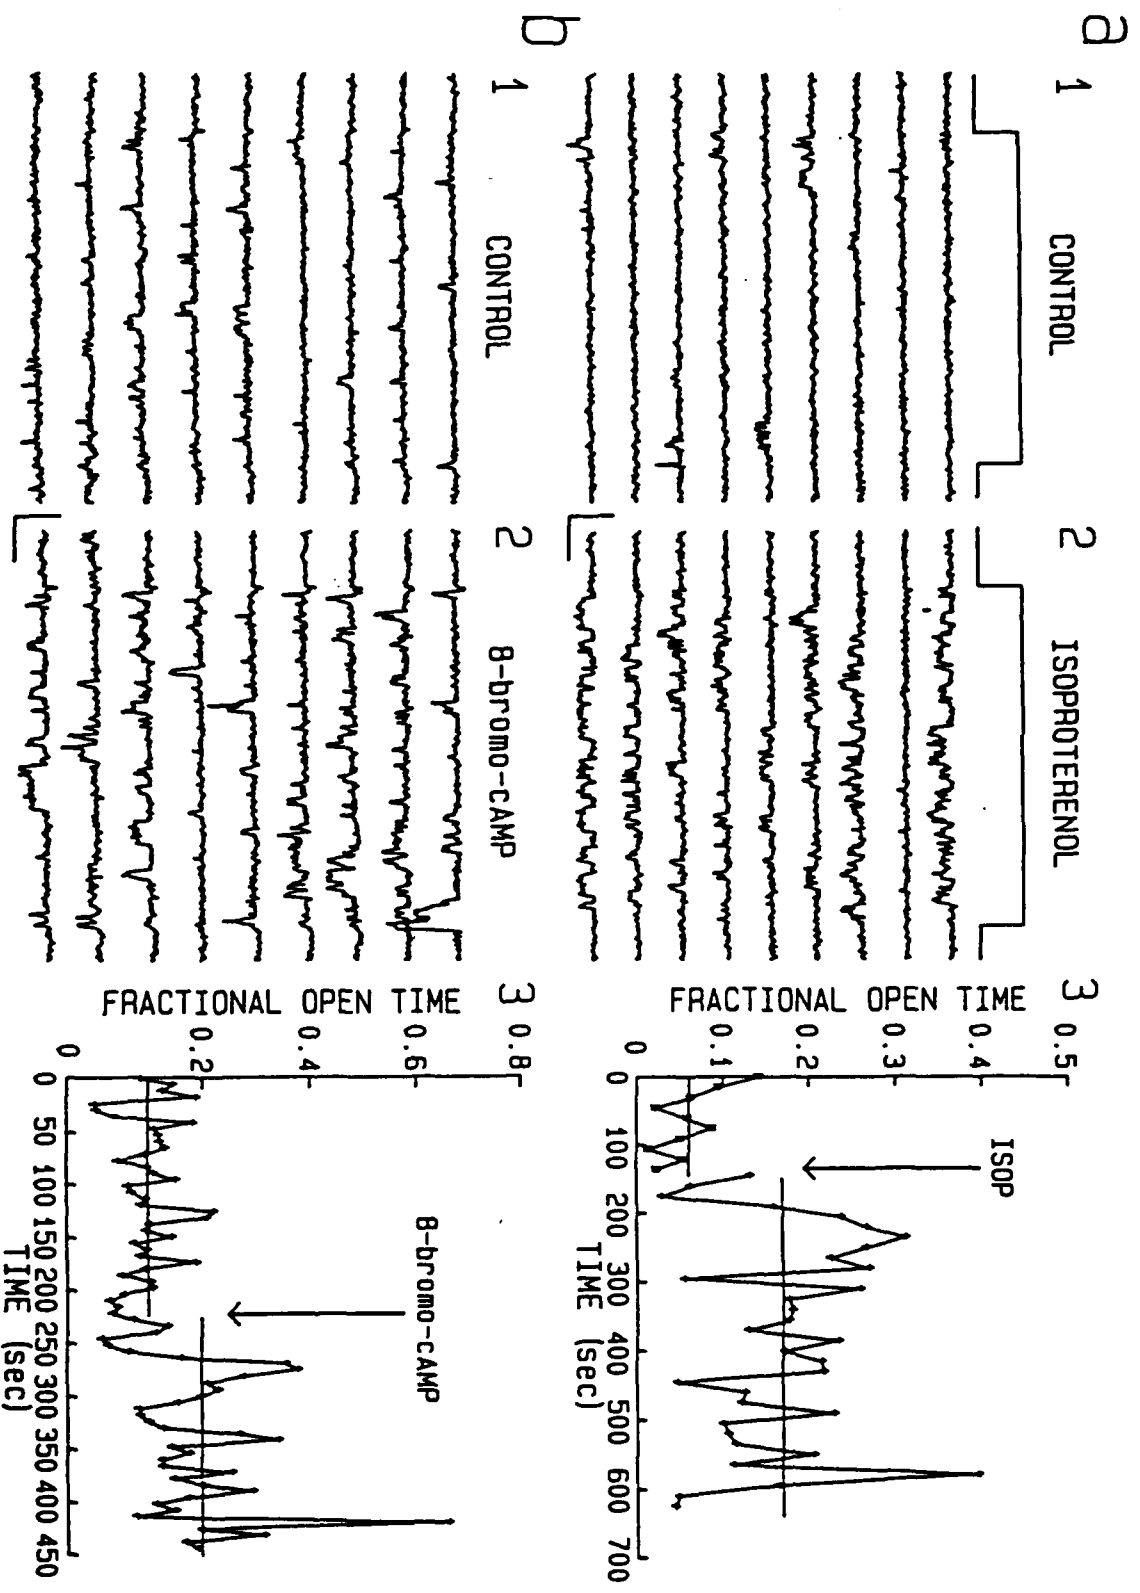 a
1
CONTROL
2
ISOPROTERENOL
3
FRACTIONAL OPEN TIME
0.5
0.4
0.3
0.2
0.1
0
ISOP
0 100 200 300 400 500 600 700
TIME (sec)
b
1
CONTROL
2
8-bromo-cAMP
3
FRACTIONAL OPEN TIME
0.8
0.6
0.4
0.2
0
8-bromo-cAMP
0 50 100 150 200 250 300 350 400 450
TIME (sec)